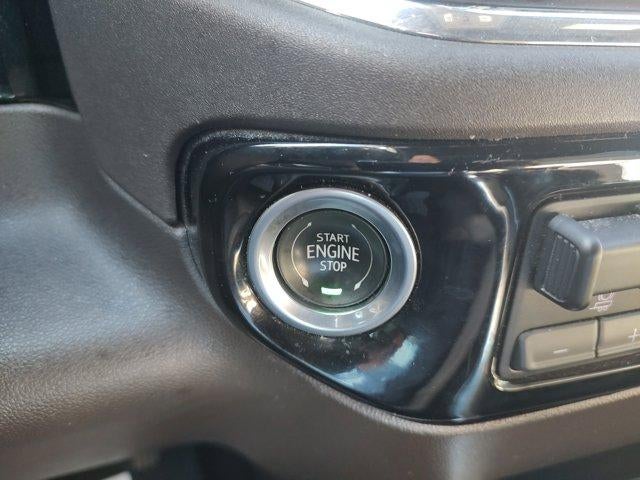 START
ENGINE
STOP
−
+